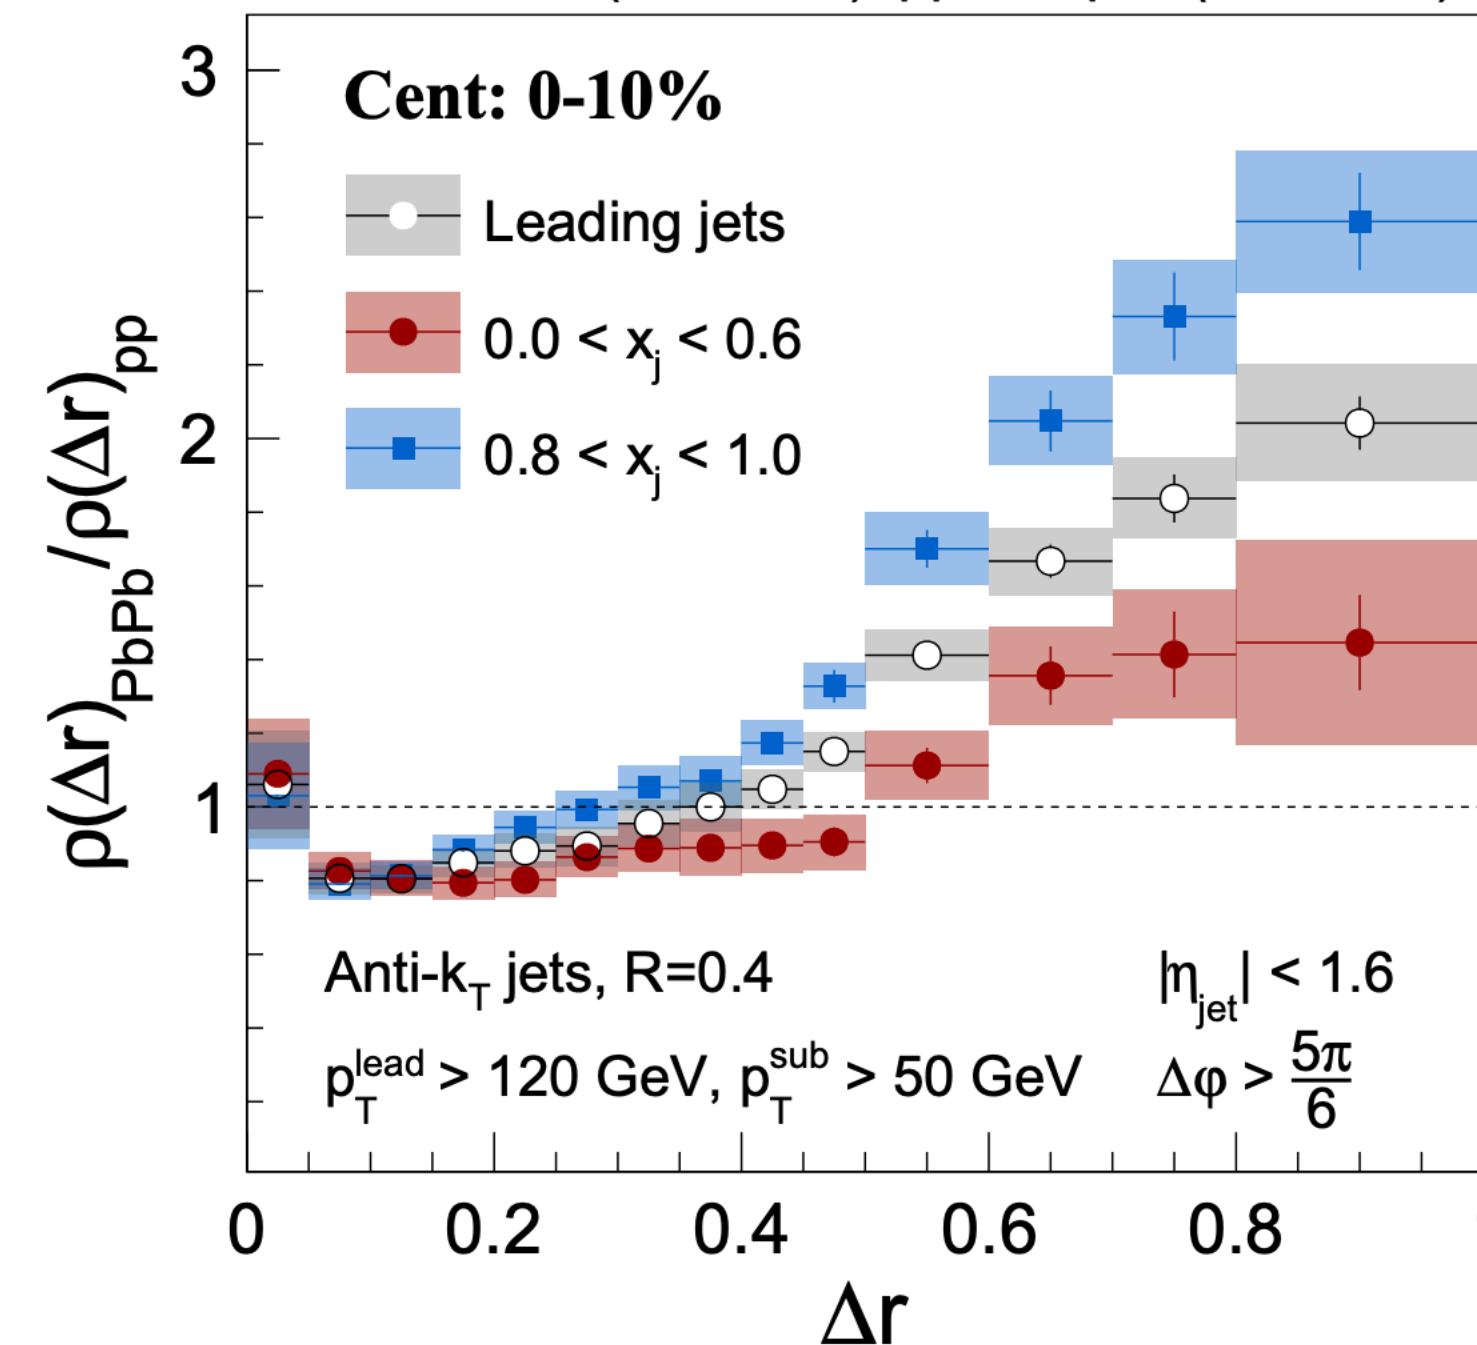 3
Cent: 0-10%
Leading jets
0.0 < xj < 0.6
2
0.8 < xj < 1.0
ρ(Δr)PbPb/ρ(Δr)pp
1
Anti-kT jets, R=0.4
|ηjet| < 1.6
pTlead > 120 GeV, pTsub > 50 GeV
Δφ > 5π/6
0 0.2 0.4 0.6 0.8
Δr